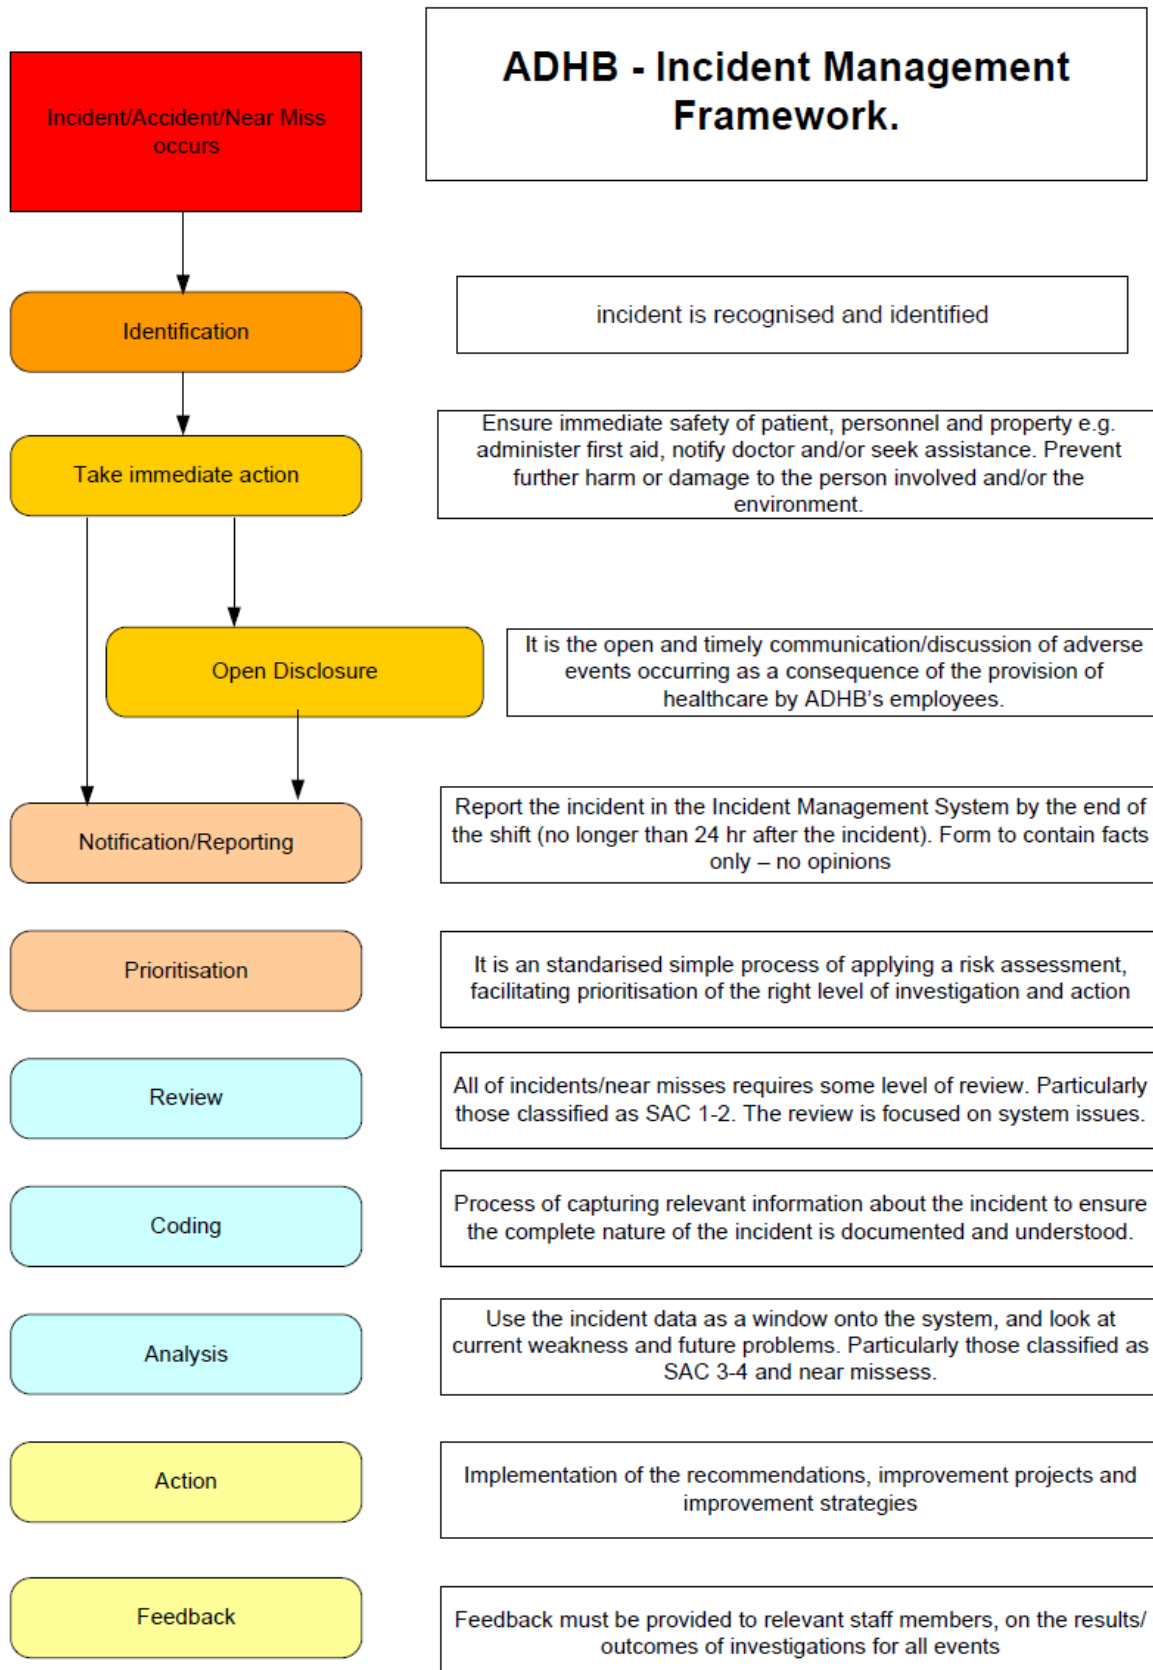 ADHB - Incident Management
Framework.
Incident/Accident/Near Miss
occurs
Identification
incident is recognised and identified
Take immediate action
Ensure immediate safety of patient, personnel and property e.g.
administer first aid, notify doctor and/or seek assistance. Prevent
further harm or damage to the person involved and/or the
environment.
Open Disclosure
It is the open and timely communication/discussion of adverse
events occurring as a consequence of the provision of
healthcare by ADHB's employees.
Notification/Reporting
Report the incident in the Incident Management System by the end of
the shift (no longer than 24 hr after the incident). Form to contain facts
only – no opinions
Prioritisation
It is an standarised simple process of applying a risk assessment,
facilitating prioritisation of the right level of investigation and action
Review
All of incidents/near misses requires some level of review. Particularly
those classified as SAC 1-2. The review is focused on system issues.
Coding
Process of capturing relevant information about the incident to ensure
the complete nature of the incident is documented and understood.
Analysis
Use the incident data as a window onto the system, and look at
current weakness and future problems. Particularly those classified as
SAC 3-4 and near missess.
Action
Implementation of the recommendations, improvement projects and
improvement strategies
Feedback
Feedback must be provided to relevant staff members, on the results/
outcomes of investigations for all events